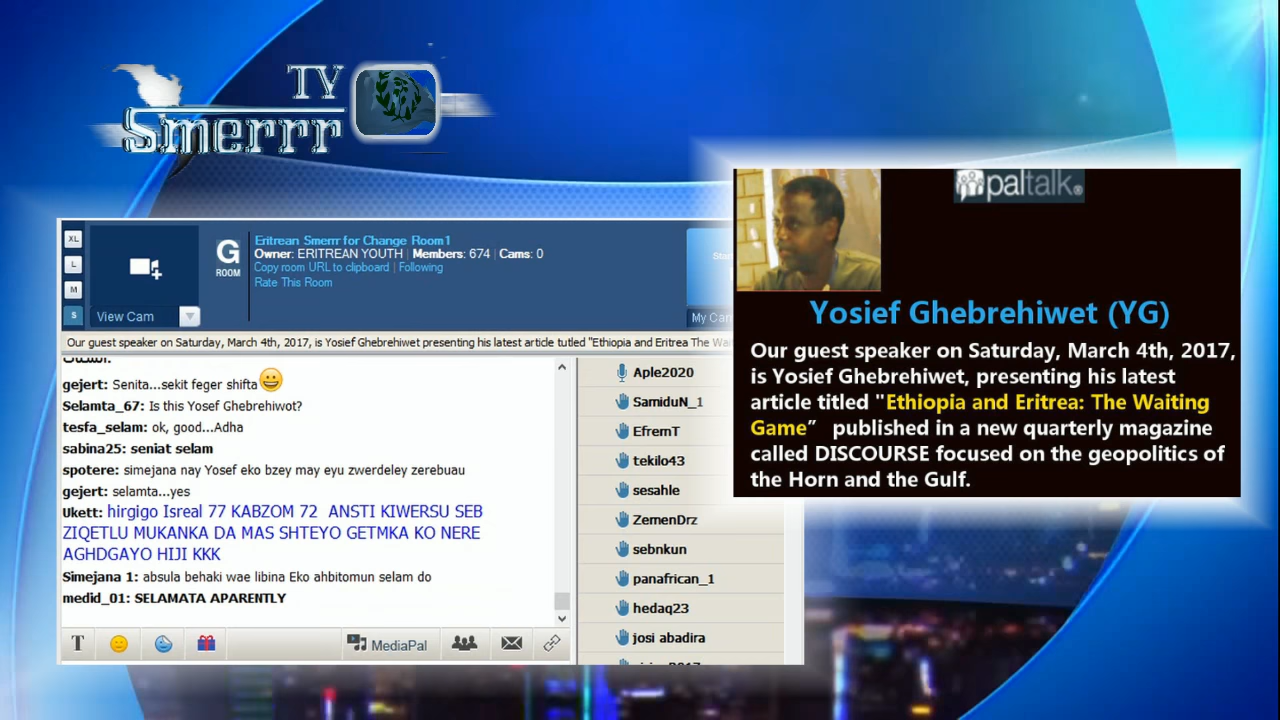 TV
Smerrr
XL
L
M
S
View Cam
G
ROOM
Eritrean Smerr for Change Room1
Owner: ERITREAN YOUTH | Members: 674 | Cams: 0
Copy room URL to clipboard | Following
Rate This Room
My Cam
Our guest speaker on Saturday, March 4th, 2017, is Yosief Ghebrehiwet presenting his latest article tutled "Ethiopia and Eritrea The Wai
gejert: Senita...sekit feger shifta
Selamta_67: Is this Yosef Ghebrehiwot?
tesfa_selam: ok, good...Adha
sabina25: seniat selam
spotere: simejana nay Yosef eko bzey may eyu zwerdeley zerebuau
gejert: selamta...yes
Ukett: hirgigo Isreal 77 KABZOM 72 ANSTI KIWERSU SEB
ZIQETLU MUKANKA DA MAS SHTEYO GETMKA KO NERE
AGHDGAYO HIJI KKK
Simejana 1: absula behaki wae libina Eko ahbitomun selam do
medid_01: SELAMATA APARENTLY
T
MediaPal
Aple2020
SamiduN_1
EfremT
tekilo43
sesahle
ZemenDrz
sebnkun
panafrican_1
hedaq23
josi abadira
paltalk®
Yosief Ghebrehiwet (YG)
Our guest speaker on Saturday, March 4th, 2017,
is Yosief Ghebrehiwet, presenting his latest
article titled "Ethiopia and Eritrea: The Waiting
Game” published in a new quarterly magazine
called DISCOURSE focused on the geopolitics of
the Horn and the Gulf.